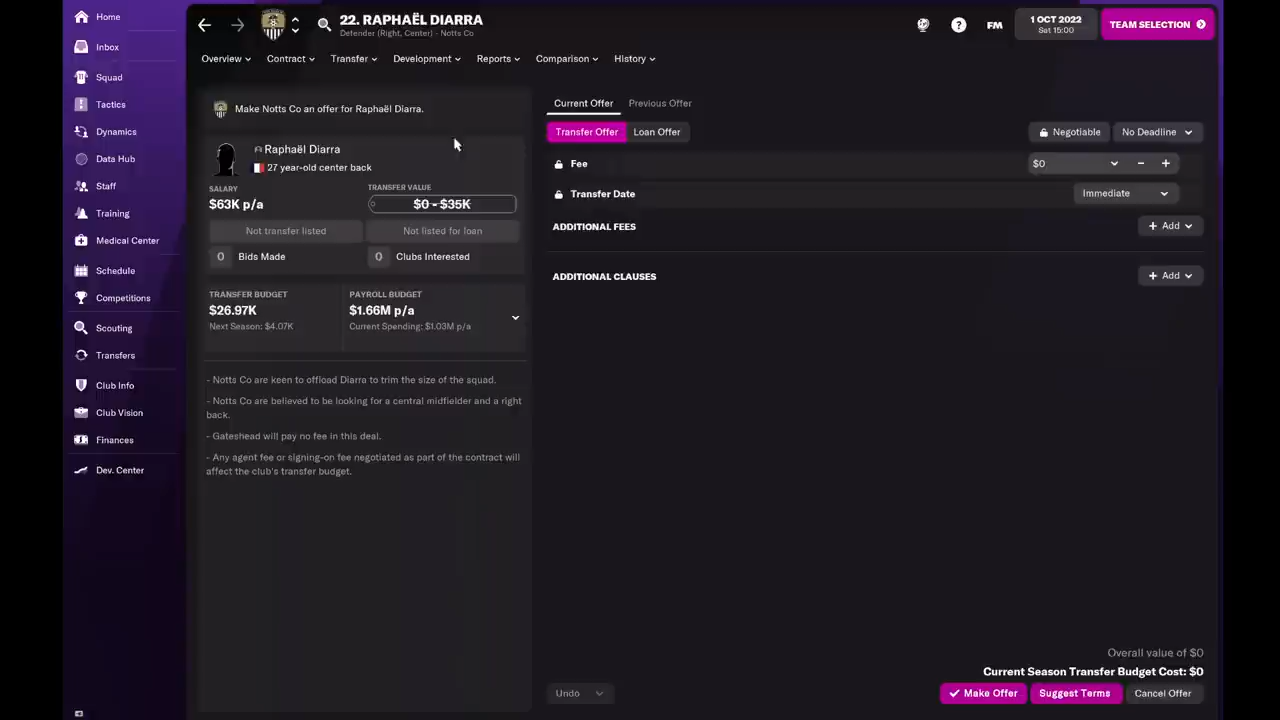 Home
Inbox
Squad
Tactics
Dynamics
Data Hub
Staff
Training
Medical Center
Schedule
Competitions
Scouting
Transfers
Club Info
Club Vision
Finances
Dev. Center
22. RAPHAËL DIARRA
Defender (Right, Center) - Notts Co
FM
1 OCT 2022
Sat 15:00
TEAM SELECTION
Overview
Contract
Transfer
Development
Reports
Comparison
History
Make Notts Co an offer for Raphaël Diarra.
Raphaël Diarra
27 year-old center back
SALARY
$63K p/a
TRANSFER VALUE
$0 - $35K
Not transfer listed
Not listed for loan
0 Bids Made
0 Clubs Interested
TRANSFER BUDGET
$26.97K
Next Season: $4.07K
PAYROLL BUDGET
$1.66M p/a
Current Spending: $1.03M p/a
- Notts Co are keen to offload Diarra to trim the size of the squad.
- Notts Co are believed to be looking for a central midfielder and a right
back.
- Gateshead will pay no fee in this deal.
- Any agent fee or signing-on fee negotiated as part of the contract will
affect the club's transfer budget.
Current Offer
Previous Offer
Transfer Offer
Loan Offer
Negotiable
No Deadline
Fee
$0
Transfer Date
Immediate
ADDITIONAL FEES
Add
ADDITIONAL CLAUSES
Add
Overall value of $0
Current Season Transfer Budget Cost: $0
Undo
Make Offer
Suggest Terms
Cancel Offer